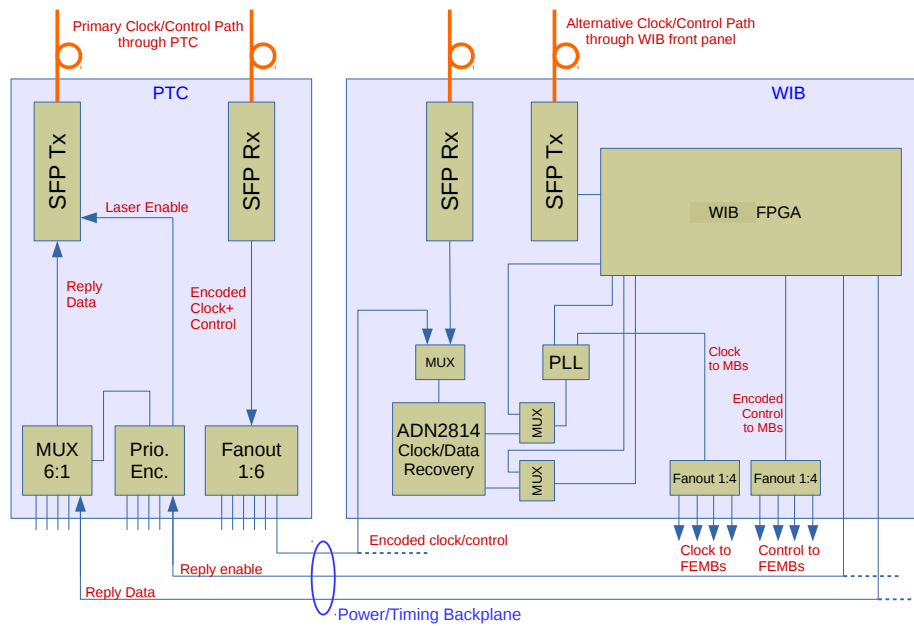 Primary Clock/Control Path
through PTC
Alternative Clock/Control Path
through WIB front panel
PTC
WIB
SFP Tx
SFP Rx
SFP Rx
SFP Tx
WIB FPGA
Laser Enable
Reply
Data
Encoded
Clock+
Control
MUX
PLL
Clock
to MBs
Encoded
Control
to MBs
ADN2814
Clock/Data
Recovery
MUX
MUX
MUX
6:1
Prio.
Enc.
Fanout
1:6
Fanout 1:4
Fanout 1:4
Encoded clock/control
Clock to
FEMBs
Control to
FEMBs
Reply enable
Reply Data
Power/Timing Backplane